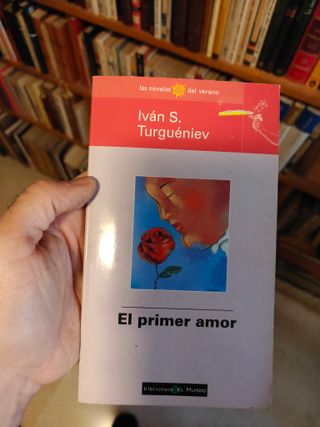 las novelas del verano
Iván S.
Turguéniev
El primer amor
biblioteca EL MUNDO